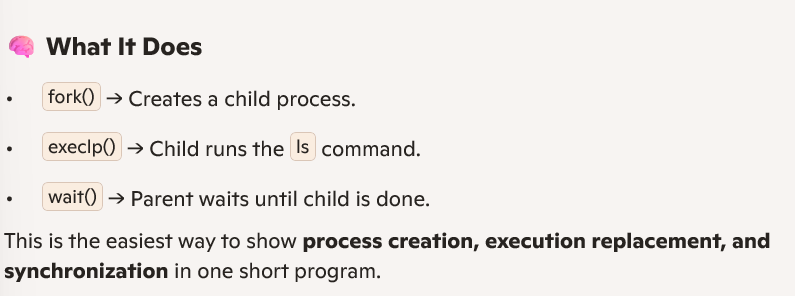 🧠 What It Does
• fork() → Creates a child process.
• execlp() → Child runs the ls command.
• wait() → Parent waits until child is done.
This is the easiest way to show process creation, execution replacement, and
synchronization in one short program.